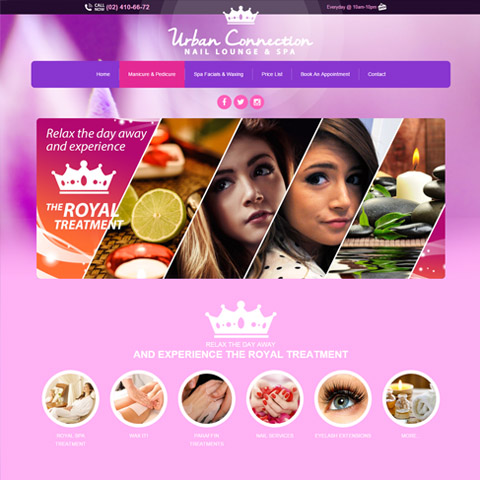 CALL NOW (02) 410-66-72
Everyday @ 10am-10pm
Urban Connection
NAIL LOUNGE & SPA
Home Manicure & Pedicure Spa Facials & Waxing Price List Book An Appointment Contact
Relax the day away
and experience
THE ROYAL
TREATMENT
RELAX THE DAY AWAY
AND EXPERIENCE THE ROYAL TREATMENT
ROYAL SPA
TREATMENT
PARAFFIN
TREATMENTS
NAIL SERVICES
EYELASH EXTENSIONS
MORE